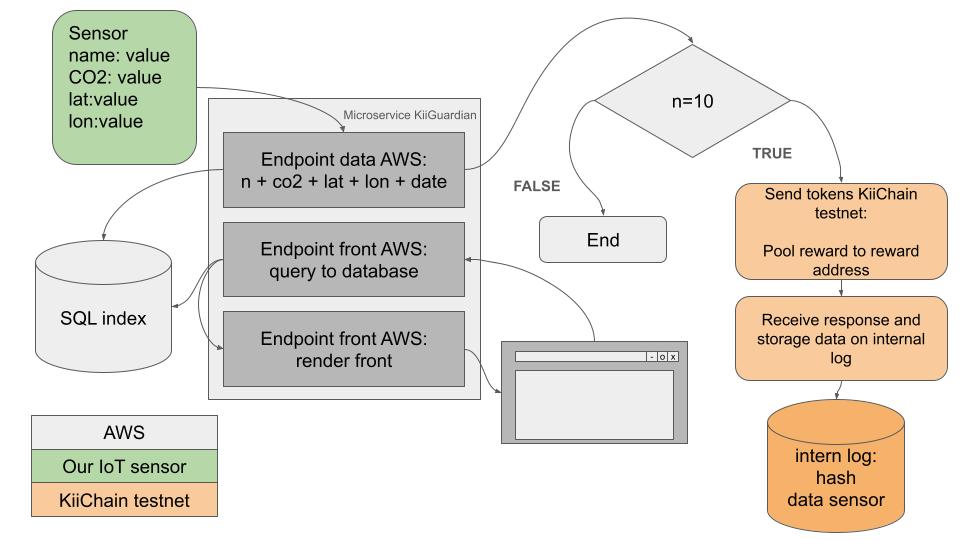 Sensor
name: value
CO2: value
lat:value
lon:value
Microservice KiiGuardian
Endpoint data AWS:
n + co2 + lat + lon + date
Endpoint front AWS:
query to database
Endpoint front AWS:
render front
SQL index
n=10
FALSE
TRUE
End
Send tokens KiiChain
testnet:
Pool reward to reward
address
Receive response and
storage data on internal
log
intern log:
hash
data sensor
- o x
AWS
Our IoT sensor
KiiChain testnet